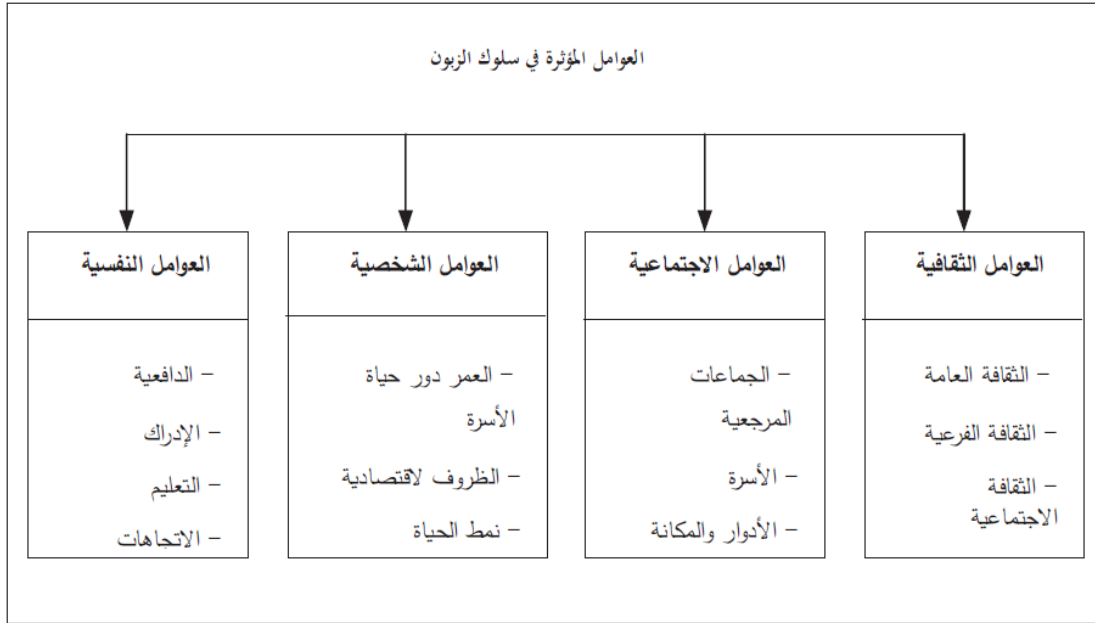 العوامل المؤثرة في سلوك الزبون
العوامل الثقافية
– الثقافة العامة
– الثقافة الفرعية
– الثقافة
الاجتماعية
العوامل الاجتماعية
– الجماعات
المرجعية
– الأسرة
– الأدوار والمكانة
العوامل الشخصية
– العمر دور حياة
الأسرة
– الظروف لاقتصادية
– نمط الحياة
العوامل النفسية
– الدافعية
– الإدراك
– التعليم
– الاتجاهات